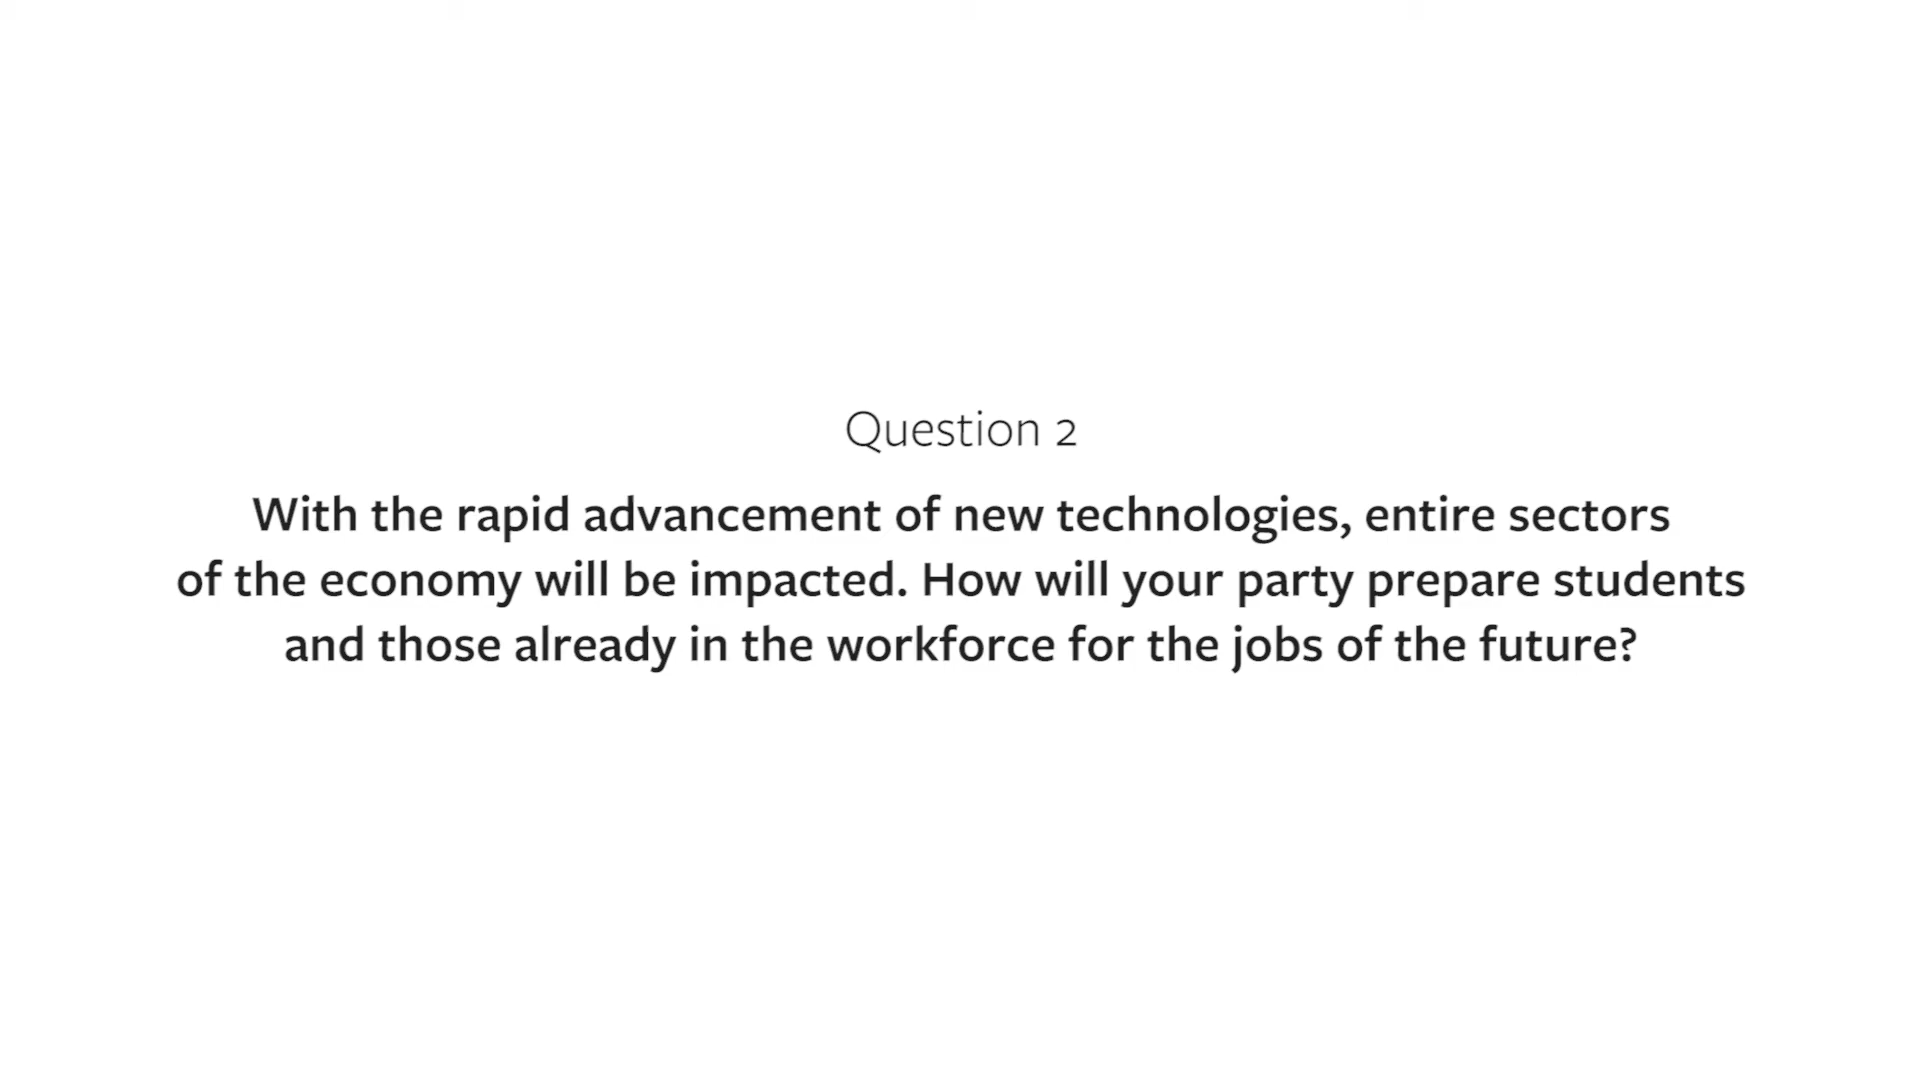 Question 2
With the rapid advancement of new technologies, entire sectors
of the economy will be impacted. How will your party prepare students
and those already in the workforce for the jobs of the future?